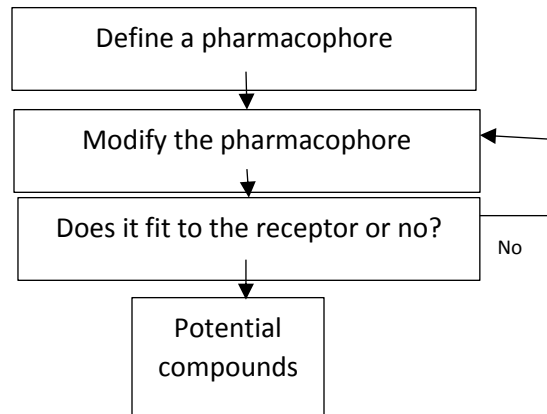 Define a pharmacophore
Modify the pharmacophore
Does it fit to the receptor or no?
No
Potential
compounds